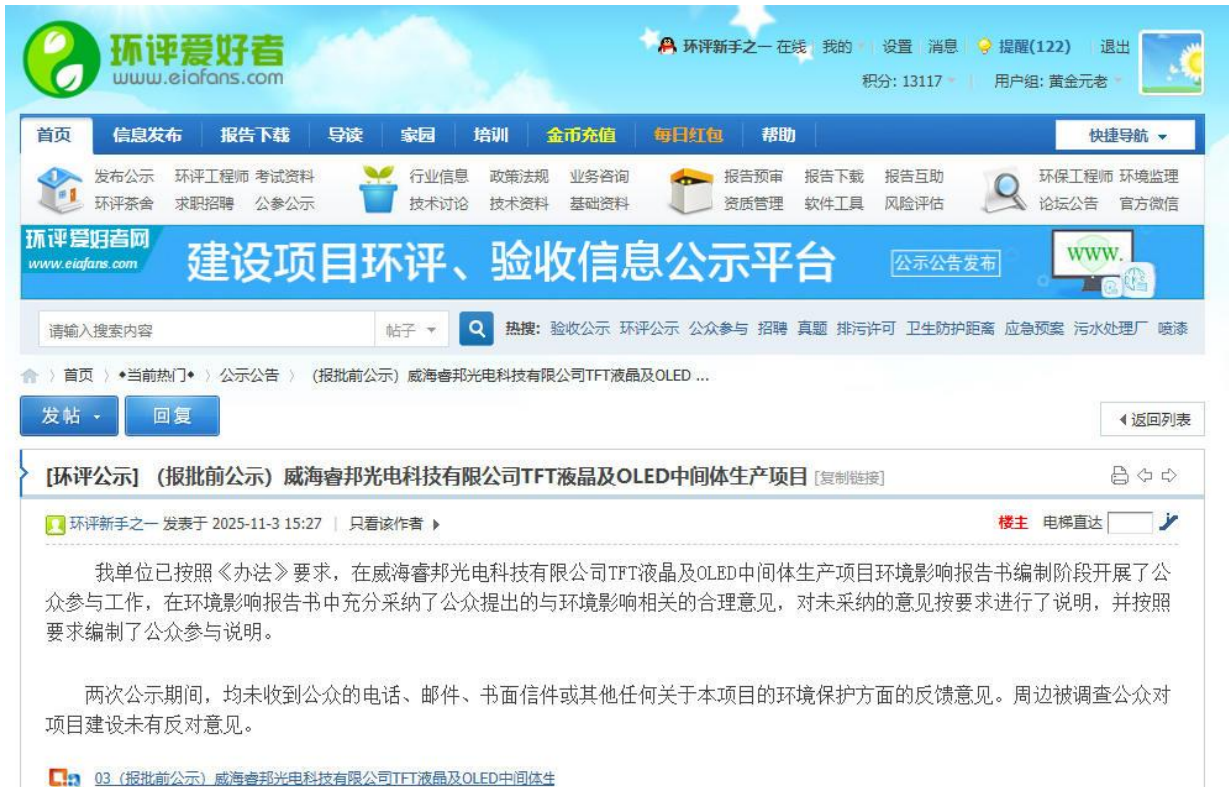 环评爱好者
www.eiafans.com
环评新手之一 在线 我的 设置 消息 提醒(122) 退出
积分: 13117 用户组: 黄金元老
首页 信息发布 报告下载 导读 家园 培训 金币充值 每日红包 帮助 快捷导航
发布公示 环评工程师 考试资料 行业信息 政策法规 业务咨询 报告预审 报告下载 报告互助 环保工程师 环境监理
环评茶舍 求职招聘 公参公示 技术讨论 技术资料 基础资料 资质管理 软件工具 风险评估 论坛公告 官方微信
环评爱好者网
www.eiafans.com
建设项目环评、验收信息公示平台 公示公告发布 WWW.
请输入搜索内容 帖子 热搜: 验收公示 环评公示 公众参与 招聘 真题 排污许可 卫生防护距离 应急预案 污水处理厂 喷漆
首页 〉 ◆当前热门◆ 〉 公示公告 〉 (报批前公示) 威海睿邦光电科技有限公司TFT液晶及OLED ...
发帖 回复 返回列表
[环评公示] (报批前公示) 威海睿邦光电科技有限公司TFT液晶及OLED中间体生产项目 [复制链接]
环评新手之一 发表于 2025-11-3 15:27 | 只看该作者 楼主 电梯直达
我单位已按照《办法》要求，在威海睿邦光电科技有限公司TFT液晶及OLED中间体生产项目环境影响报告书编制阶段开展了公
众参与工作，在环境影响报告书中充分采纳了公众提出的与环境影响相关的合理意见，对未采纳的意见按要求进行了说明，并按照
要求编制了公众参与说明。
两次公示期间，均未收到公众的电话、邮件、书面信件或其他任何关于本项目的环境保护方面的反馈意见。周边被调查公众对
项目建设未有反对意见。
03 (报批前公示) 威海睿邦光电科技有限公司TFT液晶及OLED中间体生